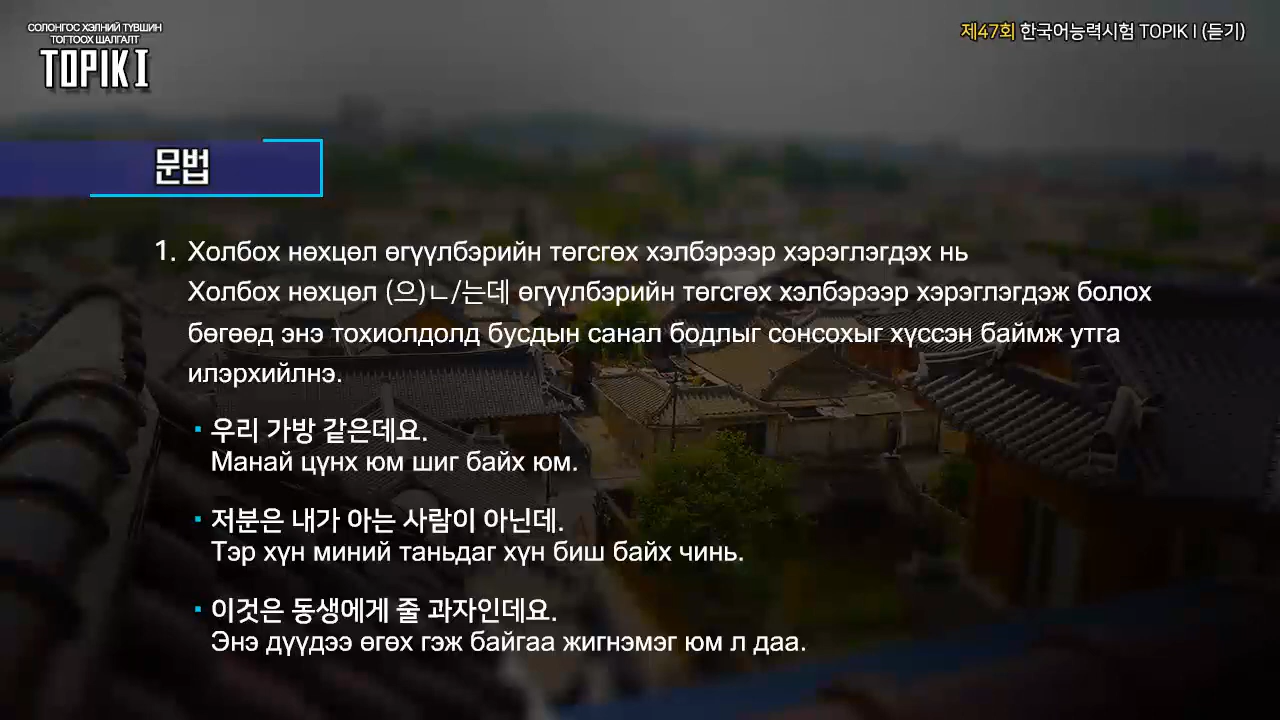 СОЛОНГОС ХЭЛНИЙ ТҮВШИН
ТОГТООХ ШАЛГАЛТ
TOPIK I
제47회 한국어능력시험 TOPIK I (듣기)
문법
1. Холбох нөхцөл өгүүлбэрийн төгсгөх хэлбэрээр хэрэглэгдэх нь
Холбох нөхцөл (으)ㄴ/는데 өгүүлбэрийн төгсгөх хэлбэрээр хэрэглэгдэж болох
бөгөөд энэ тохиолдолд бусдын санал бодлыг сонсохыг хүссэн баймж утга
илэрхийлнэ.
· 우리 가방 같은데요.
Манай цүнх юм шиг байх юм.
· 저분은 내가 아는 사람이 아닌데.
Тэр хүн миний таньдаг хүн биш байх чинь.
· 이것은 동생에게 줄 과자인데요.
Энэ дүүдээ өгөх гэж байгаа жигнэмэг юм л даа.